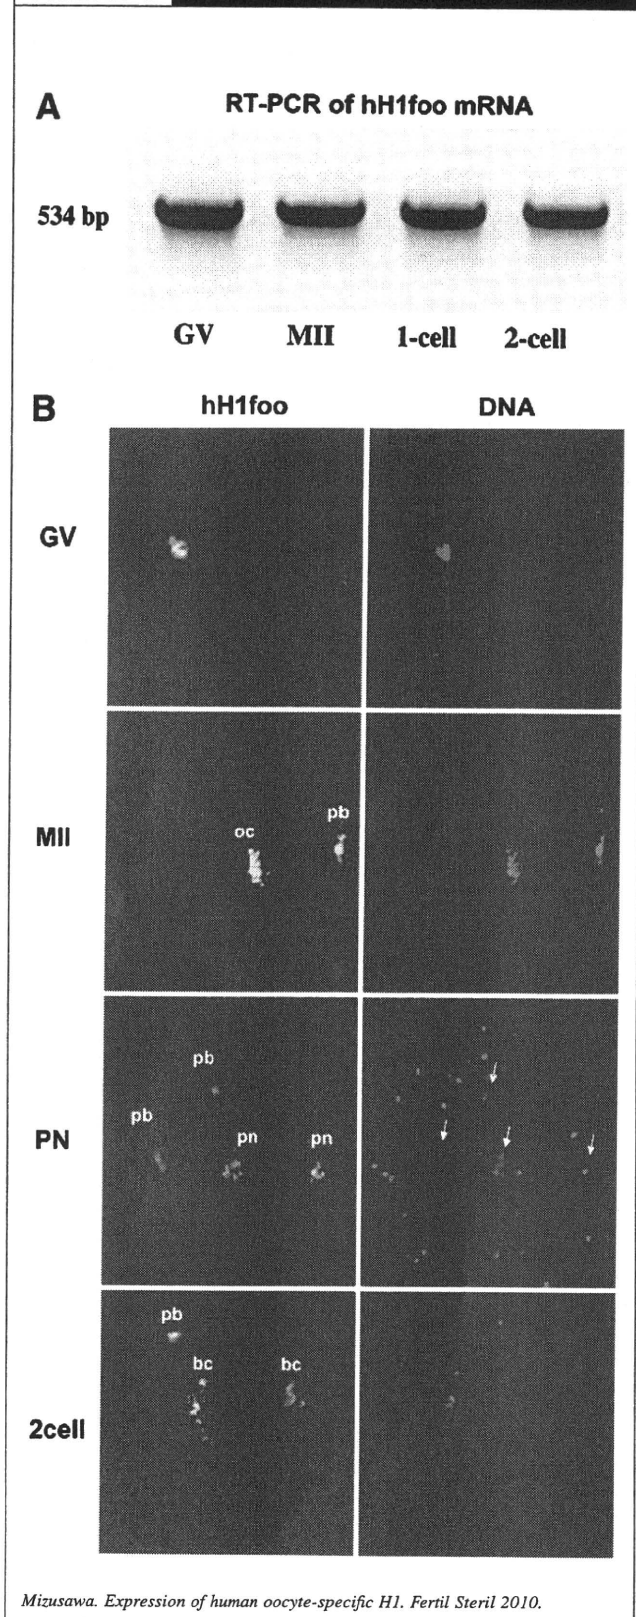 A
RT-PCR of hH1foo mRNA
534 bp
GV MII 1-cell 2-cell
B
hH1foo DNA
GV
MII
oc
pb
PN
pb
pb
pn pn
2cell
pb
bc bc
Mizusawa. Expression of human oocyte-specific H1. Fertil Steril 2010.